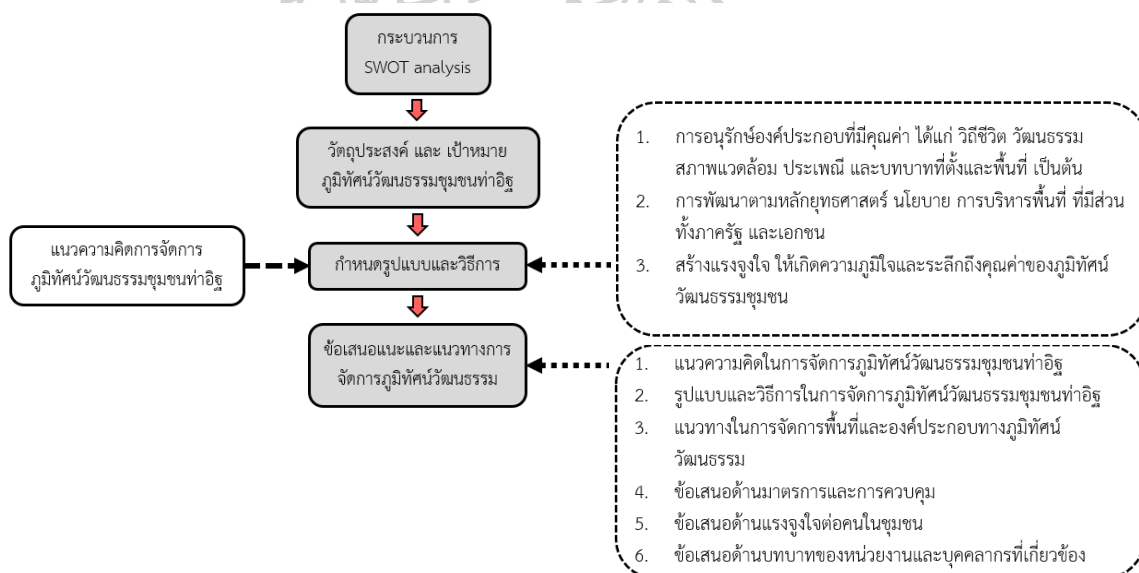 กระบวนการ
SWOT analysis
วัตถุประสงค์ และ เป้าหมาย
ภูมิทัศน์วัฒนธรรมชุมชนท่าอิฐ
แนวความคิดการจัดการ
ภูมิทัศน์วัฒนธรรมชุมชนท่าอิฐ
กำหนดรูปแบบและวิธีการ
1. การอนุรักษ์องค์ประกอบที่มีคุณค่า ได้แก่ วิถีชีวิต วัฒนธรรม
สภาพแวดล้อม ประเพณี และบทบาทที่ตั้งและพื้นที่ เป็นต้น
2. การพัฒนาตามหลักยุทธศาสตร์ นโยบาย การบริหารพื้นที่ ที่มีส่วน
ทั้งภาครัฐ และเอกชน
3. สร้างแรงจูงใจ ให้เกิดความภูมิใจและระลึกถึงคุณค่าของภูมิทัศน์
วัฒนธรรมชุมชน
ข้อเสนอแนะและแนวทางการ
จัดการภูมิทัศน์วัฒนธรรม
1. แนวความคิดในการจัดการภูมิทัศน์วัฒนธรรมชุมชนท่าอิฐ
2. รูปแบบและวิธีการในการจัดการภูมิทัศน์วัฒนธรรมชุมชนท่าอิฐ
3. แนวทางในการจัดการพื้นที่และองค์ประกอบทางภูมิทัศน์
วัฒนธรรม
4. ข้อเสนอด้านมาตรการและการควบคุม
5. ข้อเสนอด้านแรงจูงใจต่อคนในชุมชน
6. ข้อเสนอด้านบทบาทของหน่วยงานและบุคคลากรที่เกี่ยวข้อง